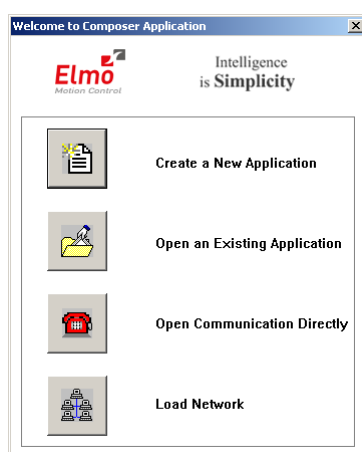 Welcome to Composer Application
Elmo
Motion Control
Intelligence
is Simplicity
Create a New Application
Open an Existing Application
Open Communication Directly
Load Network